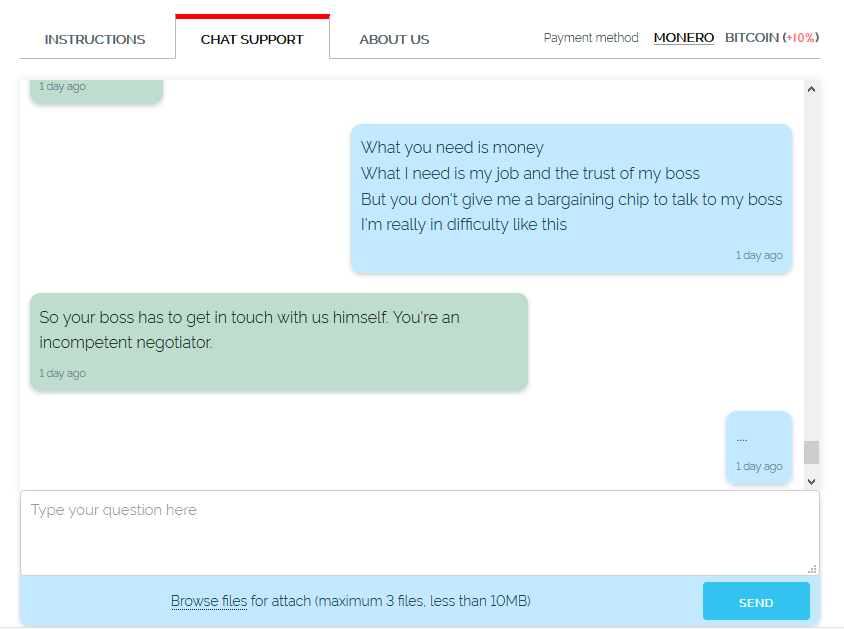 INSTRUCTIONS
CHAT SUPPORT
ABOUT US
Payment method MONERO BITCOIN (+10%)
1 day ago
What you need is money
What I need is my job and the trust of my boss
But you don't give me a bargaining chip to talk to my boss
I'm really in difficulty like this
1 day ago
So your boss has to get in touch with us himself. You're an
incompetent negotiator.
1 day ago
....
1 day ago
Type your question here
Browse files for attach (maximum 3 files, less than 10MB)
SEND